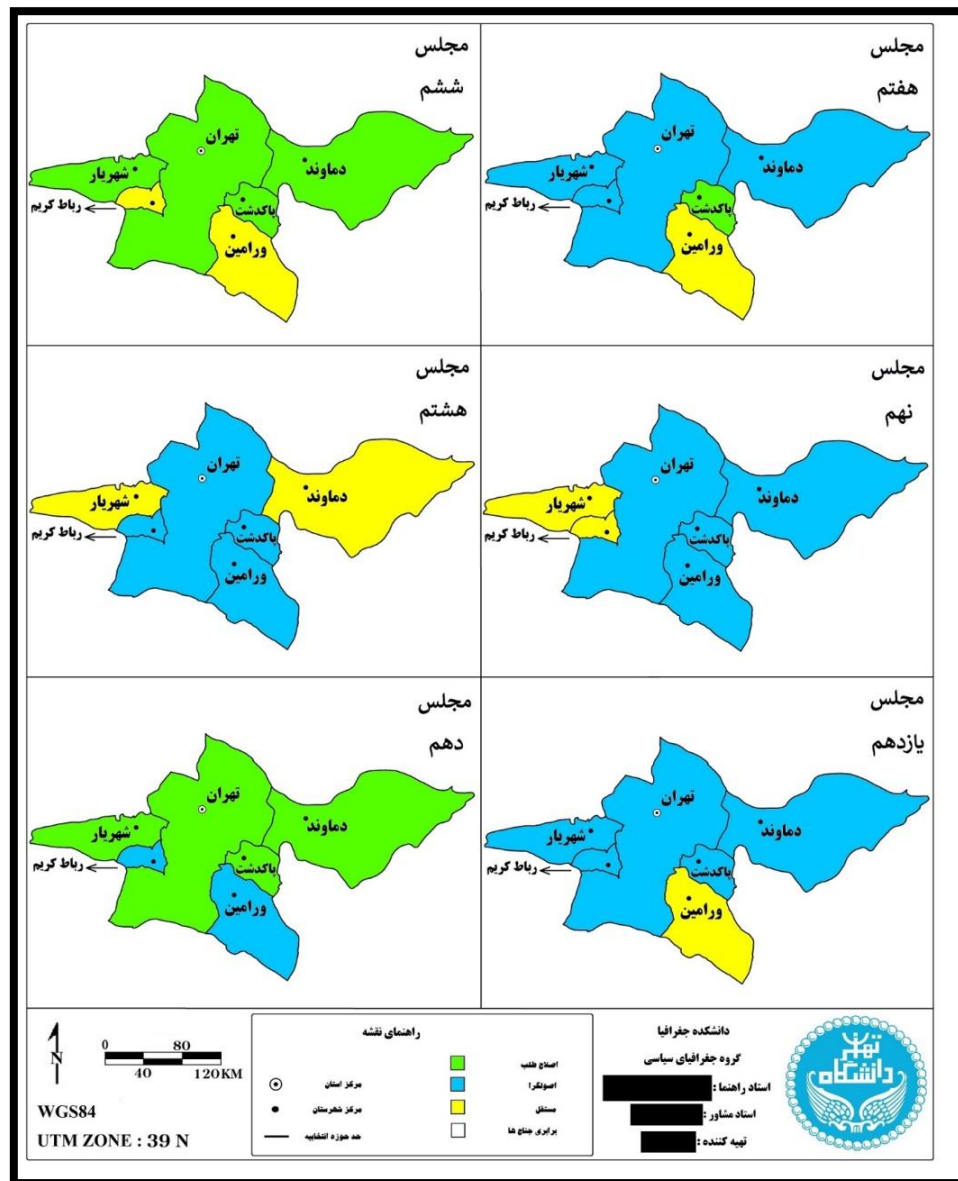 مجلس
ششم
تهران
دماوند
شهریار
رباط کریم
پاکدشت
ورامین
مجلس
هفتم
تهران
دماوند
شهریار
رباط کریم
پاکدشت
ورامین
مجلس
هشتم
تهران
دماوند
شهریار
رباط کریم
پاکدشت
ورامین
مجلس
نهم
تهران
دماوند
شهریار
رباط کریم
پاکدشت
ورامین
مجلس
دهم
تهران
دماوند
شهریار
رباط کریم
پاکدشت
ورامین
مجلس
یازدهم
تهران
دماوند
شهریار
رباط کریم
پاکدشت
ورامین
N
0 80
40 120 KM
WGS84
UTM ZONE : 39 N
راهنمای نقشه
اصلاح طلب
اصولگرا
مستقل
برابری جناح ها
مرکز استان
مرکز شهرستان
حد حوزه انتخابیه
دانشکده جغرافیا
گروه جغرافیای سیاسی
استاد راهنما :
استاد مشاور :
تهیه کننده :
دانشگاه تهران